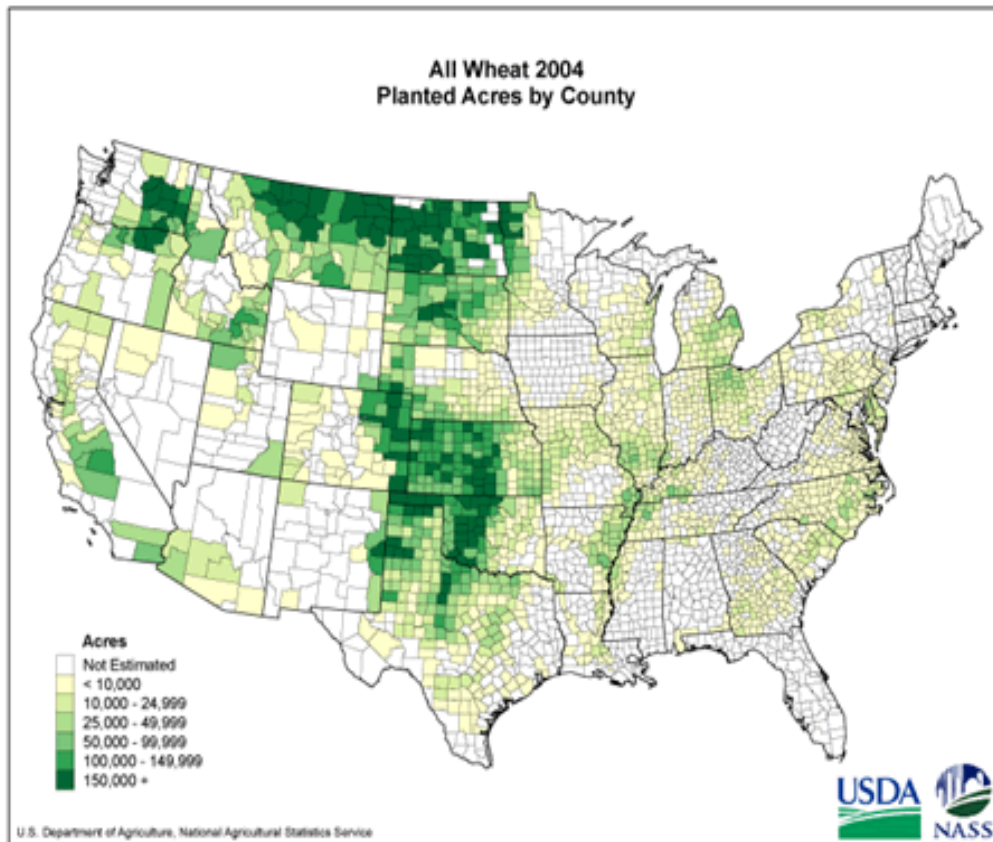 All Wheat 2004
Planted Acres by County
Acres
Not Estimated
< 10,000
10,000 - 24,999
25,000 - 49,999
50,000 - 99,999
100,000 - 149,999
150,000 +
U.S. Department of Agriculture, National Agricultural Statistics Service
USDA
NASS